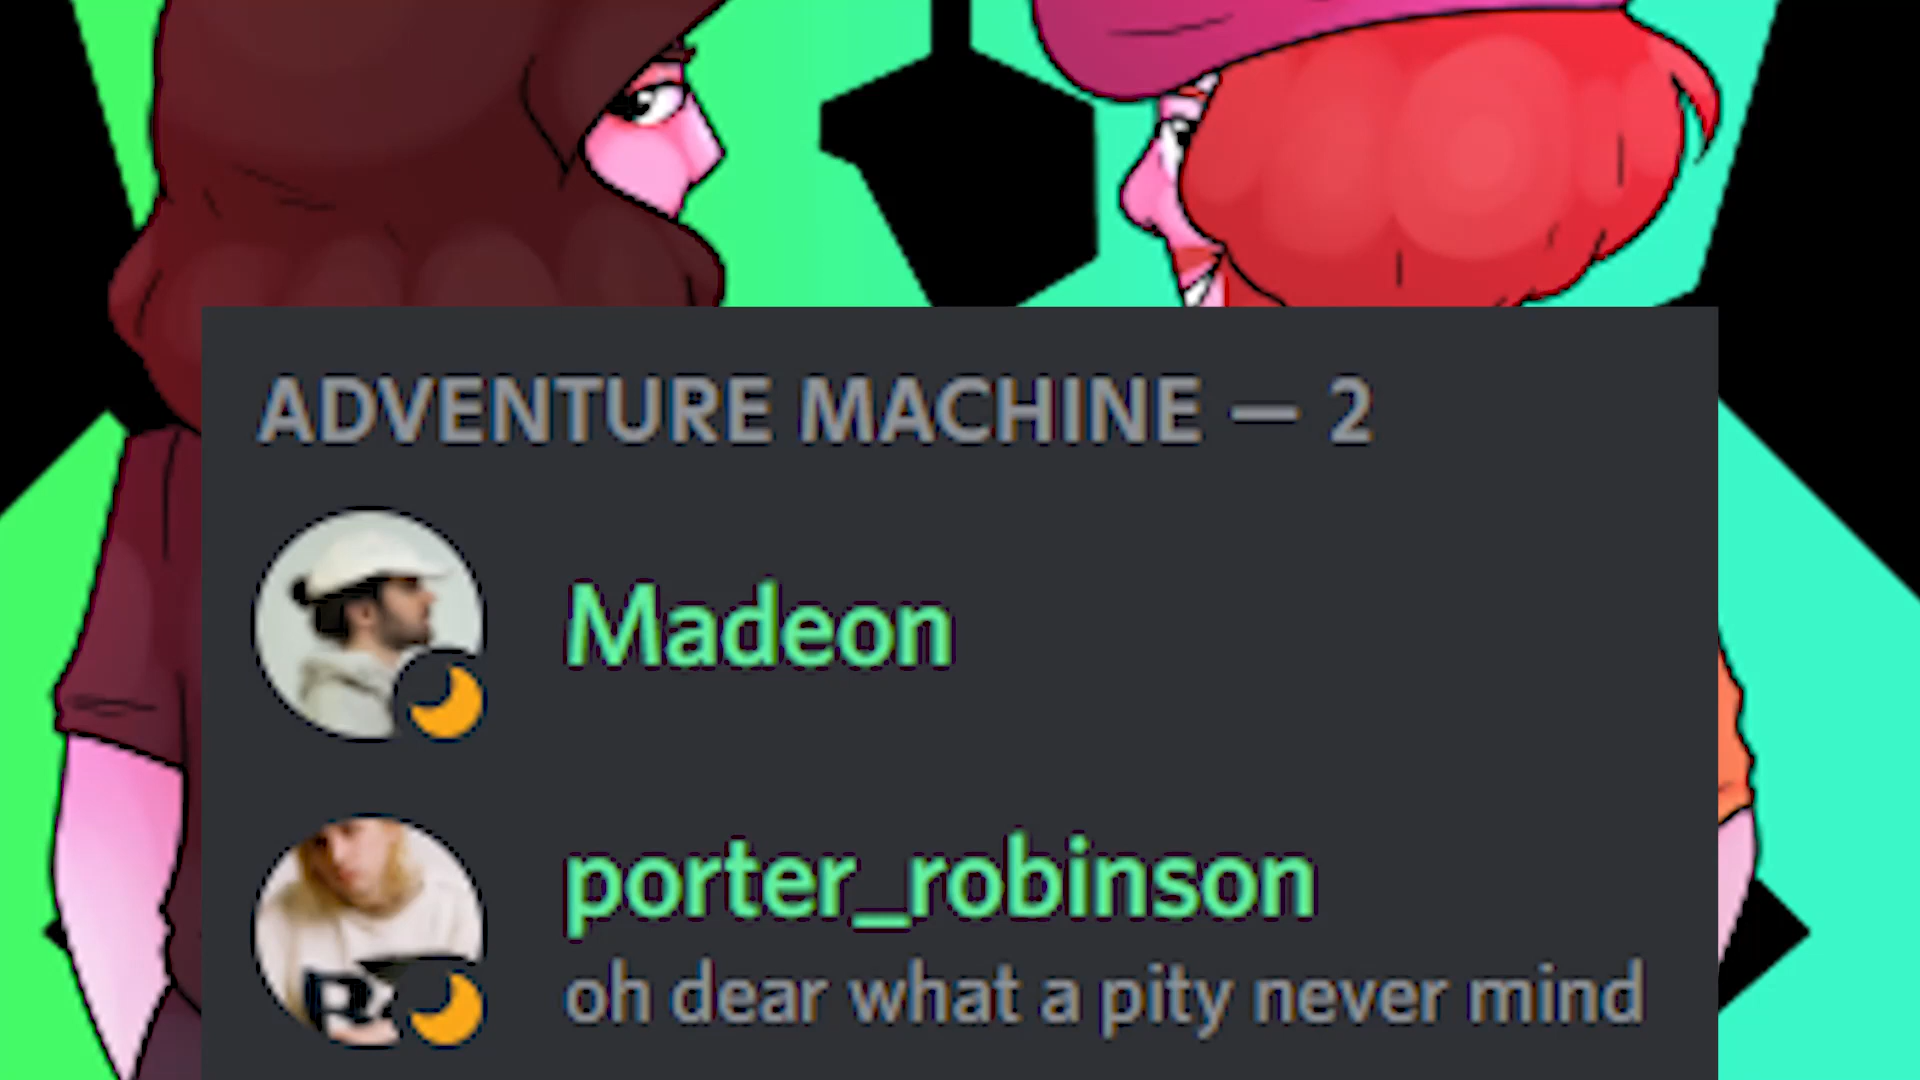 ADVENTURE MACHINE — 2
Madeon
porter_robinson
oh dear what a pity never mind